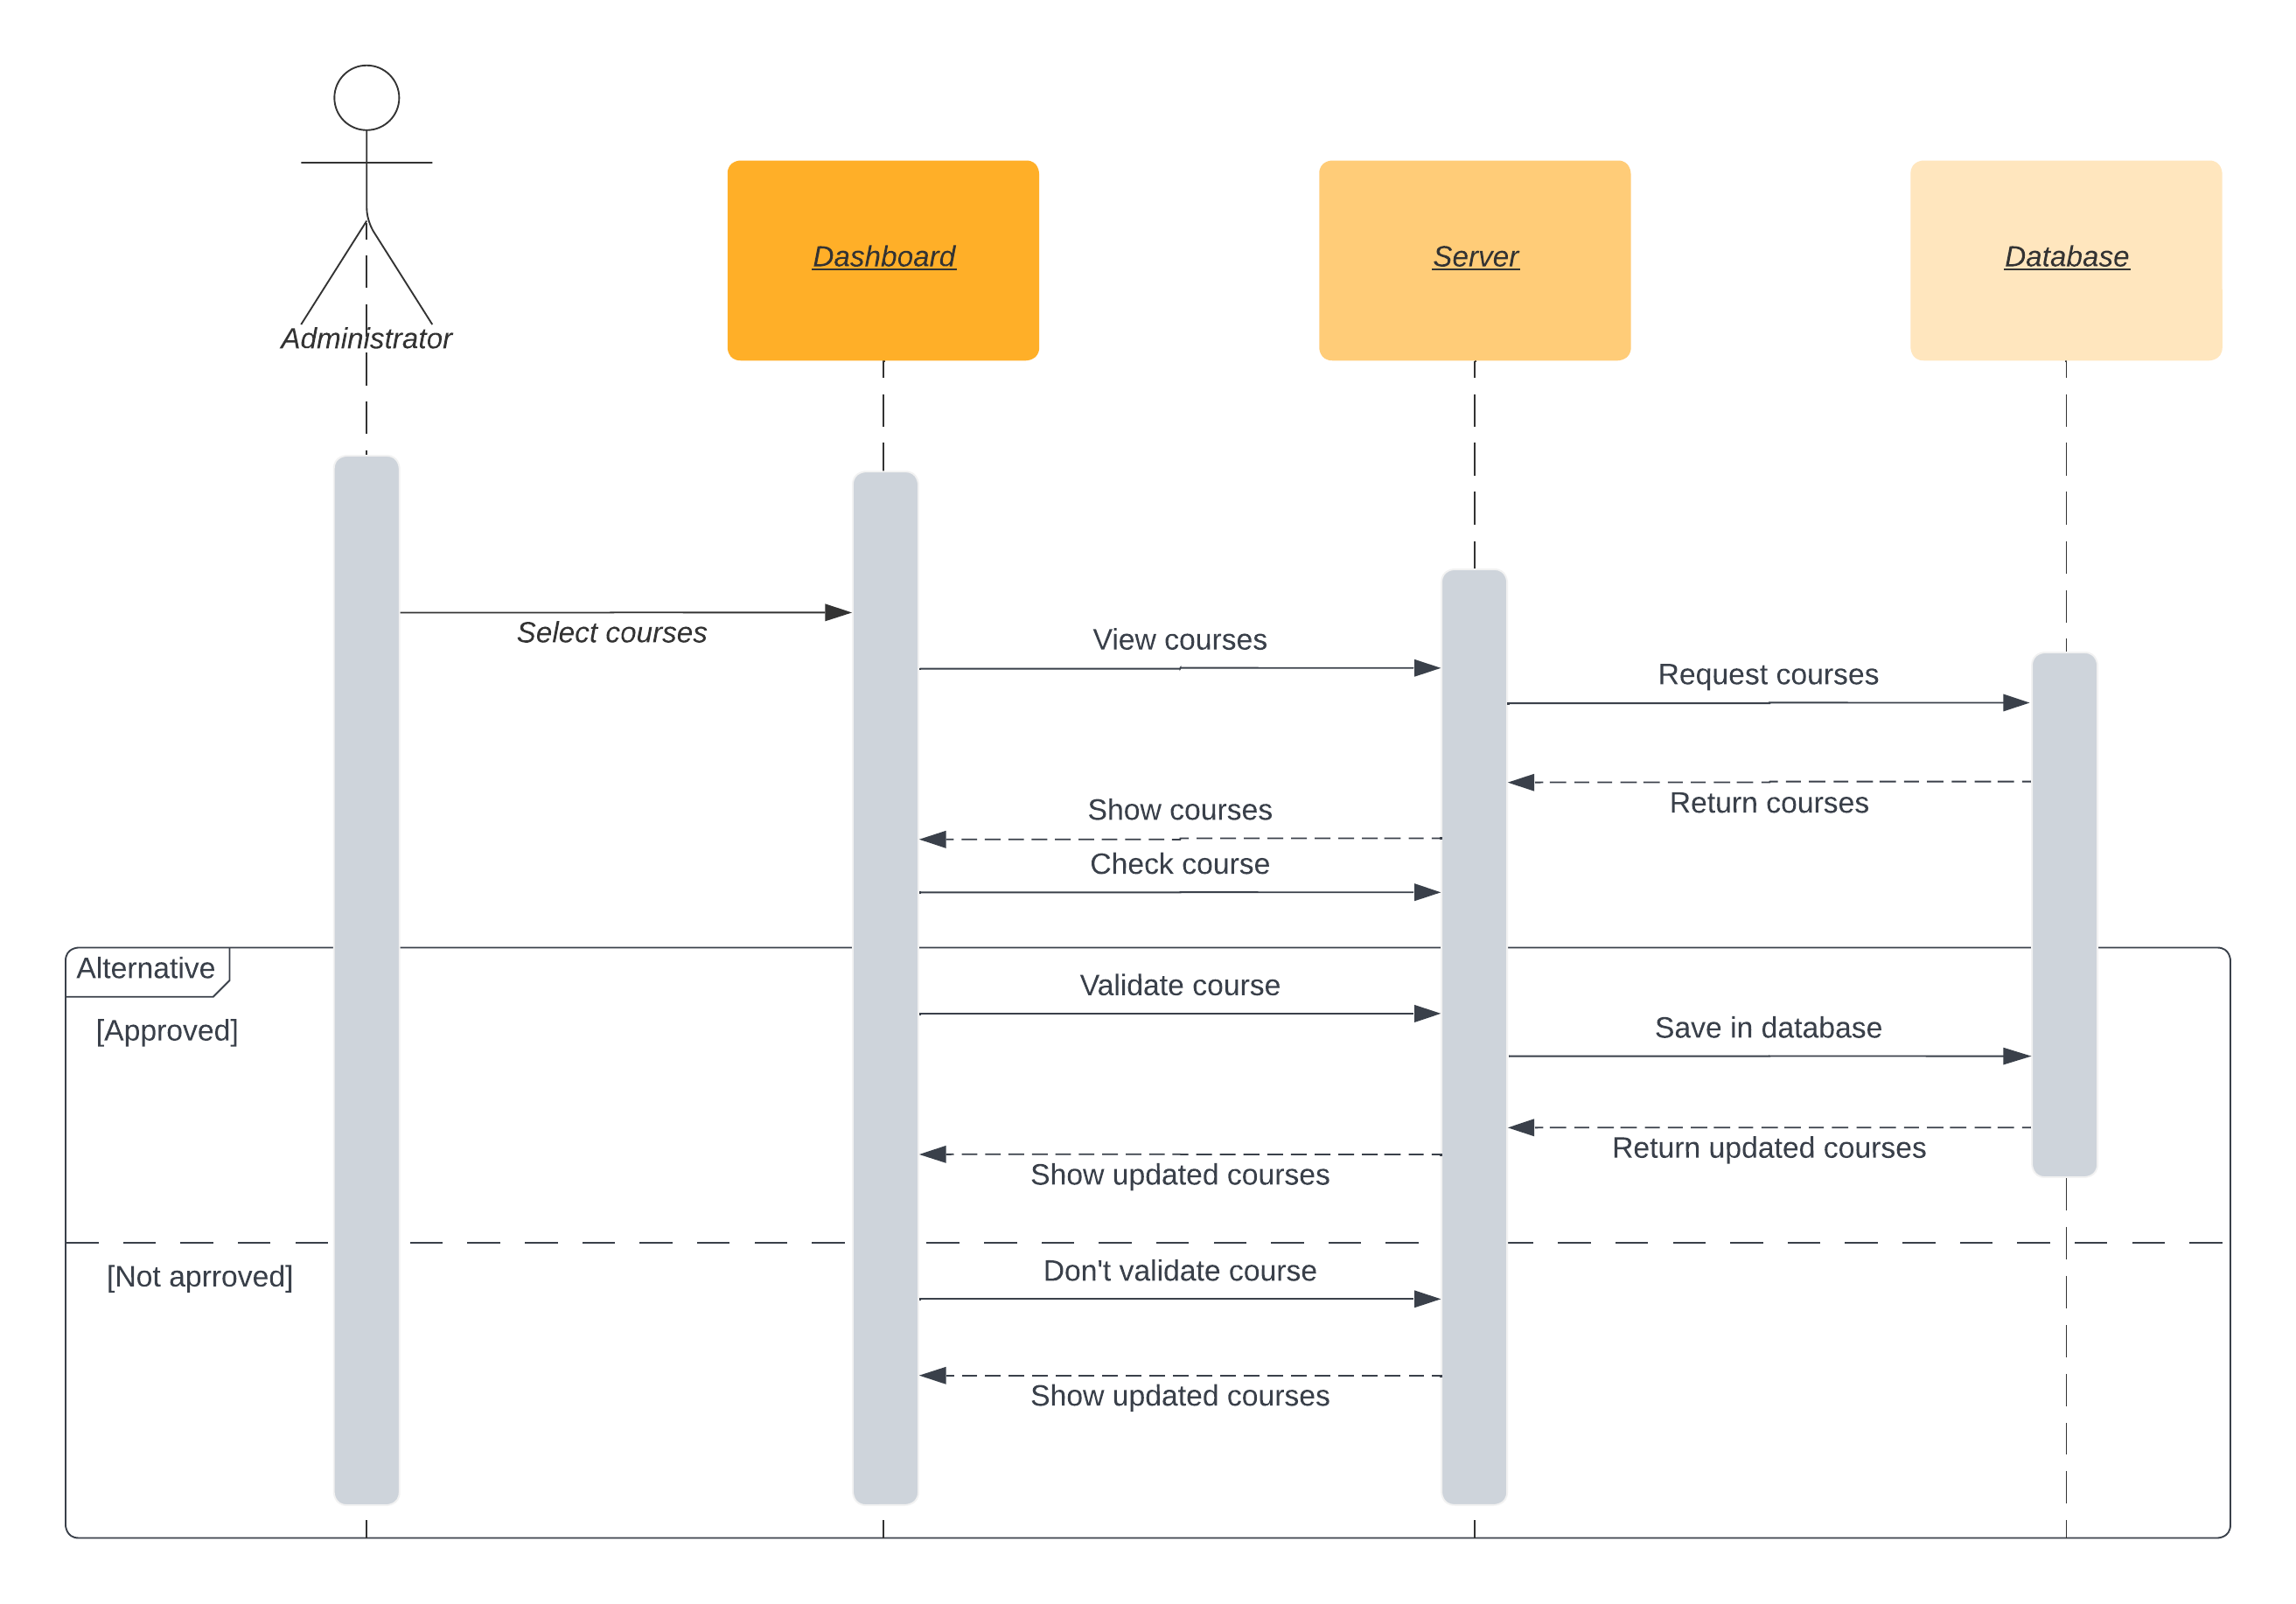 Administrator
Dashboard
Server
Database
Select courses
View courses
Request courses
Return courses
Show courses
Check course
Alternative
[Approved]
Validate course
Save in database
Return updated courses
Show updated courses
[Not aprroved]
Don't validate course
Show updated courses